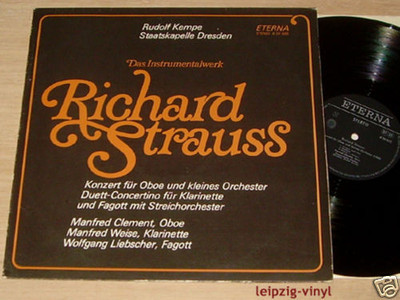 Rudolf Kempe
Staatskapelle Dresden
ETERNA
Das Instrumentalwerk
Richard
Strauss
Konzert für Oboe und kleines Orchester
Duett-Concertino für Klarinette
und Fagott mit Streichorchester
Manfred Clement, Oboe
Manfred Weise, Klarinette
Wolfgang Liebscher, Fagott
ETERNA
leipzig-vinyl